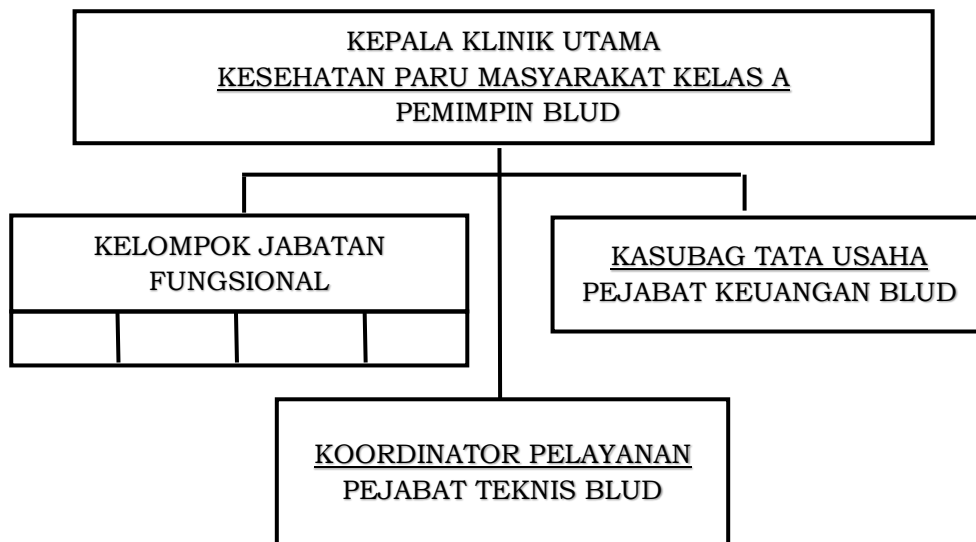 KEPALA KLINIK UTAMA
KESEHATAN PARU MASYARAKAT KELAS A
PEMIMPIN BLUD
KELOMPOK JABATAN
FUNGSIONAL
KASUBAG TATA USAHA
PEJABAT KEUANGAN BLUD
KOORDINATOR PELAYANAN
PEJABAT TEKNIS BLUD